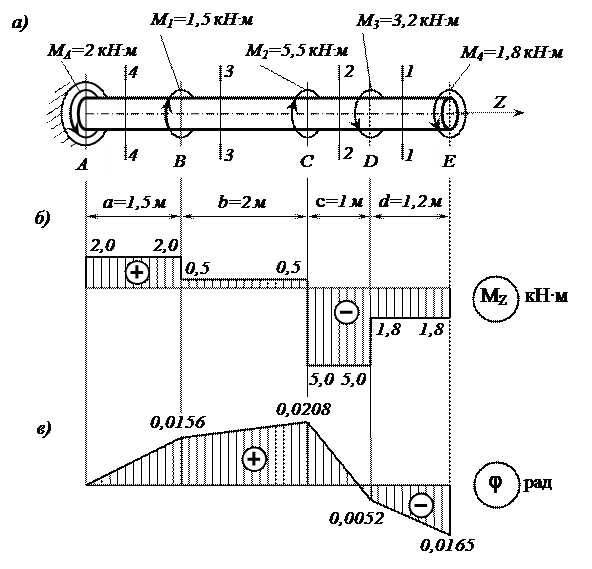 а)
M₁=1,5 кН·м
M₃=3,2 кН·м
M_A=2 кН·м
M₂=5,5 кН·м
M₄=1,8 кН·м
4
3
2
1
Z
4
3
2
1
A
B
C
D
E
a=1,5 м
b=2 м
c=1 м
d=1,2 м
б)
2,0
2,0
0,5
0,5
+
−
M_Z
кН·м
1,8
1,8
5,0
5,0
в)
0,0156
0,0208
+
φ
рад
−
0,0052
0,0165